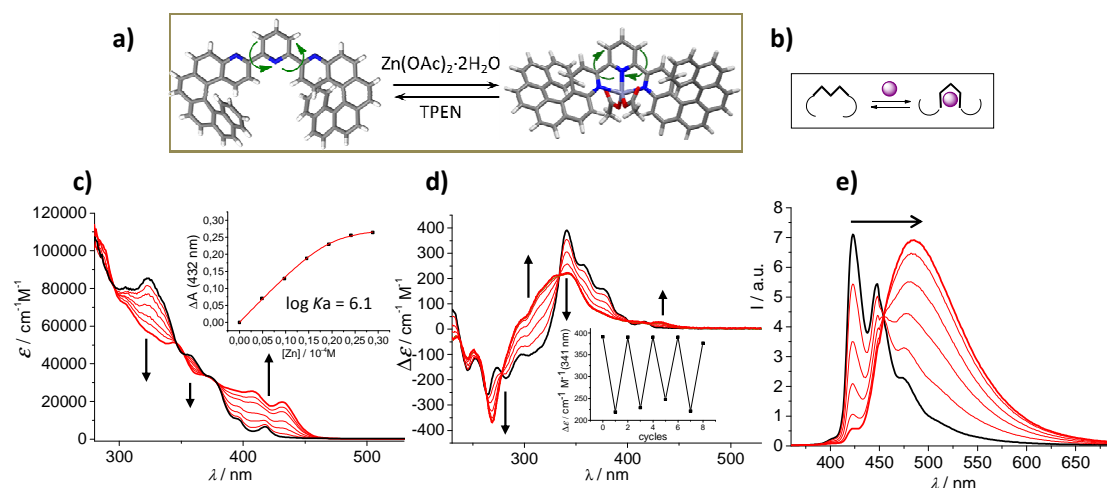 a)
Zn(OAc)2·2H2O
TPEN
b)
c)
120000
100000
80000
60000
40000
20000
0
ε / cm-1M-1
300
400
500
λ / nm
0,30
0,25
0,20
0,15
0,10
0,05
0,00
ΔA (432 nm)
log Ka = 6.1
0,00 0,05 0,10 0,15 0,20 0,25 0,30
[Zn] / 10-4M
d)
400
300
200
100
0
-100
-200
-300
-400
Δε / cm-1 M-1
300
400
500
λ / nm
400
350
300
250
200
Δε / cm-1 M-1 (341 nm)
0 2 4 6 8
cycles
e)
8
7
6
5
4
3
2
1
0
I / a.u.
400 450 500 550 600 650
λ / nm